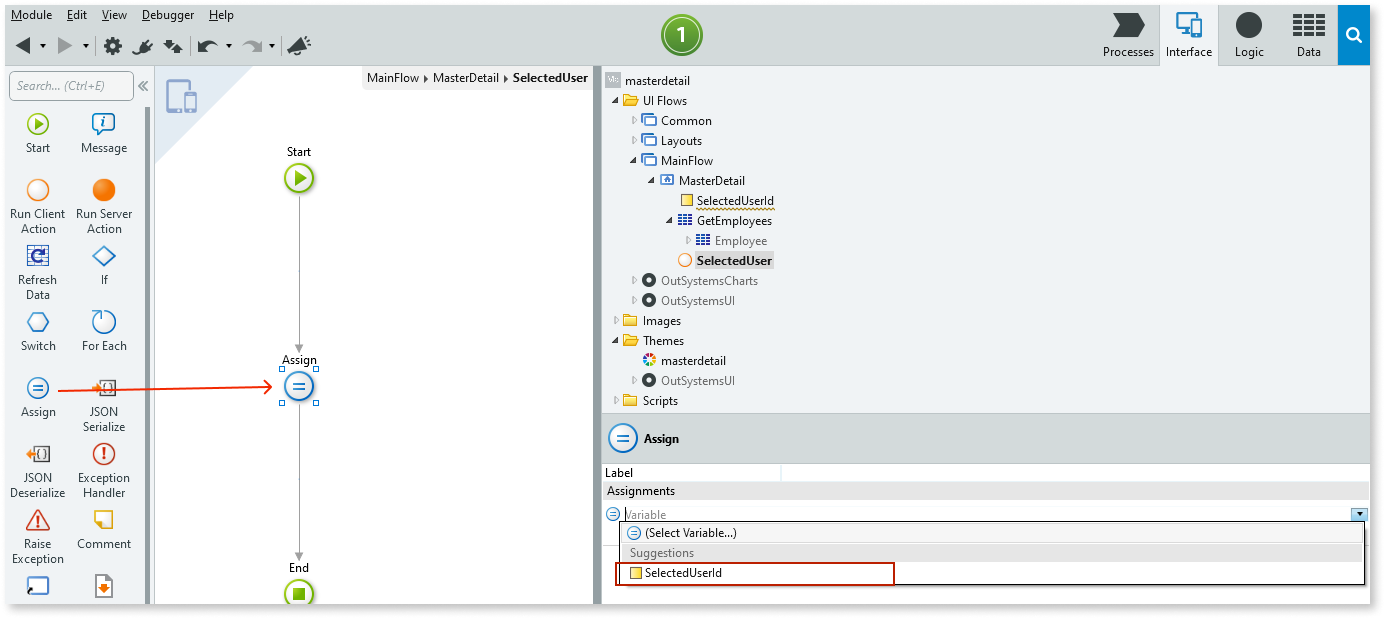 Module Edit View Debugger Help
1
Processes
Interface
Logic
Data
Search... (Ctrl+E)
Start
Message
Run Client
Action
Run Server
Action
Refresh
Data
If
Switch
For Each
Assign
JSON
Serialize
JSON
Deserialize
Exception
Handler
Raise
Exception
Comment
MainFlow MasterDetail SelectedUser
Start
Assign
End
masterdetail
UI Flows
Common
Layouts
MainFlow
MasterDetail
SelectedUserId
GetEmployees
Employee
SelectedUser
OutSystemsCharts
OutSystemsUI
Images
Themes
masterdetail
OutSystemsUI
Scripts
Assign
Label
Assignments
Variable
(Select Variable...)
Suggestions
SelectedUserId